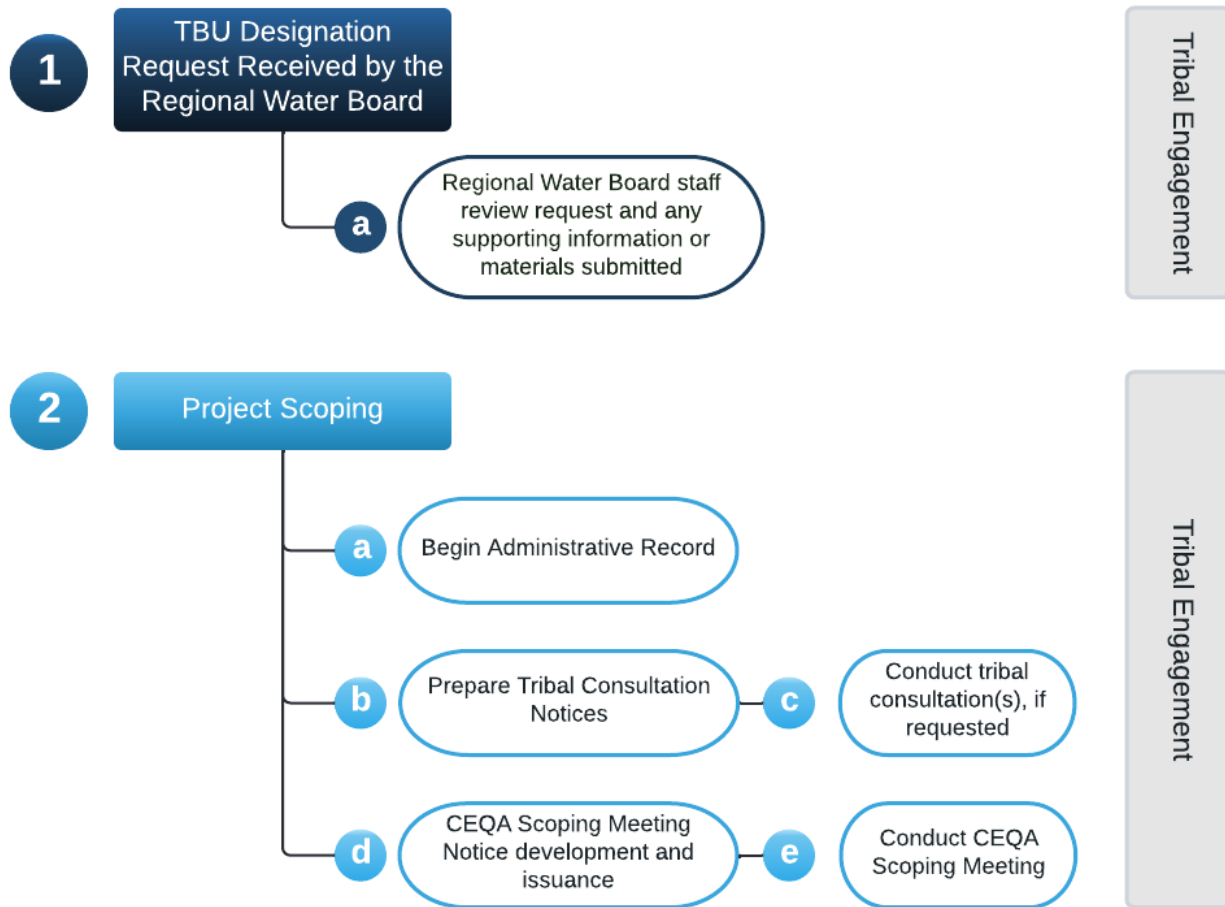 1
TBU Designation
Request Received by the
Regional Water Board
a
Regional Water Board staff
review request and any
supporting information or
materials submitted
Tribal Engagement
2
Project Scoping
a
Begin Administrative Record
b
Prepare Tribal Consultation
Notices
c
Conduct tribal
consultation(s), if
requested
d
CEQA Scoping Meeting
Notice development and
issuance
e
Conduct CEQA
Scoping Meeting
Tribal Engagement